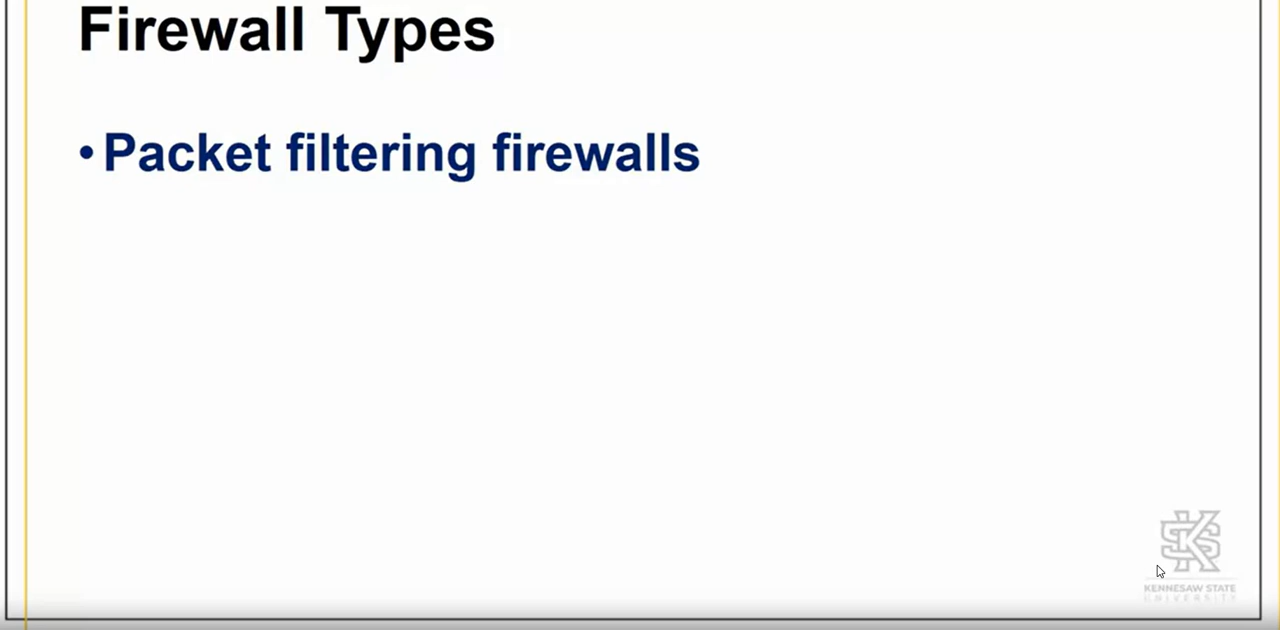 Firewall Types
• Packet filtering firewalls
KENNESAW STATE
UNIVERSITY